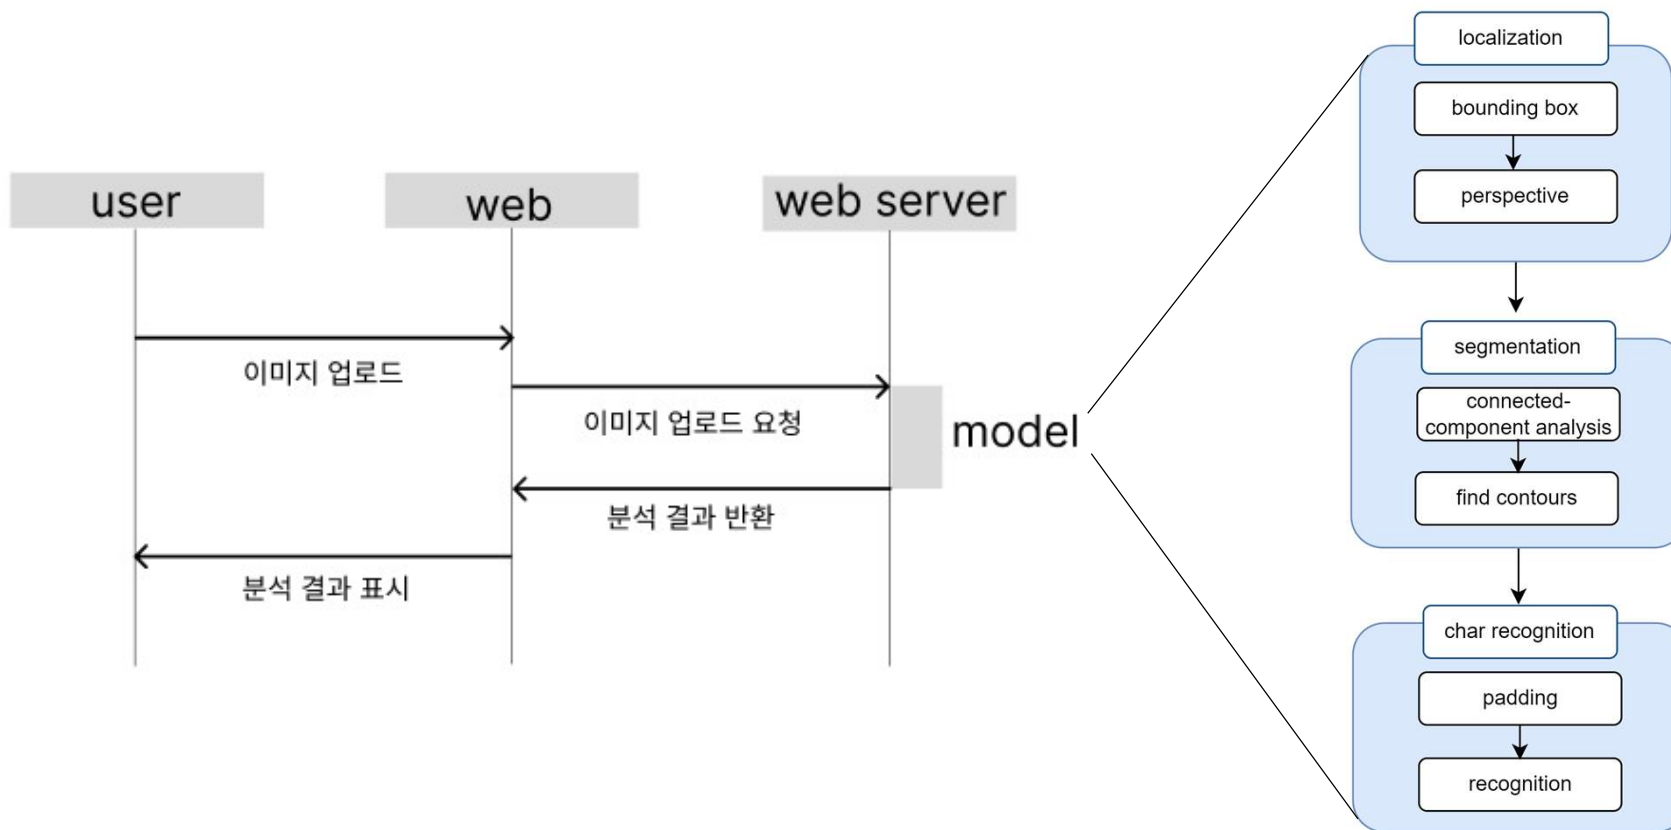 user
web
web server
이미지 업로드
이미지 업로드 요청
model
분석 결과 반환
분석 결과 표시
localization
bounding box
perspective
segmentation
connected-
component analysis
find contours
char recognition
padding
recognition